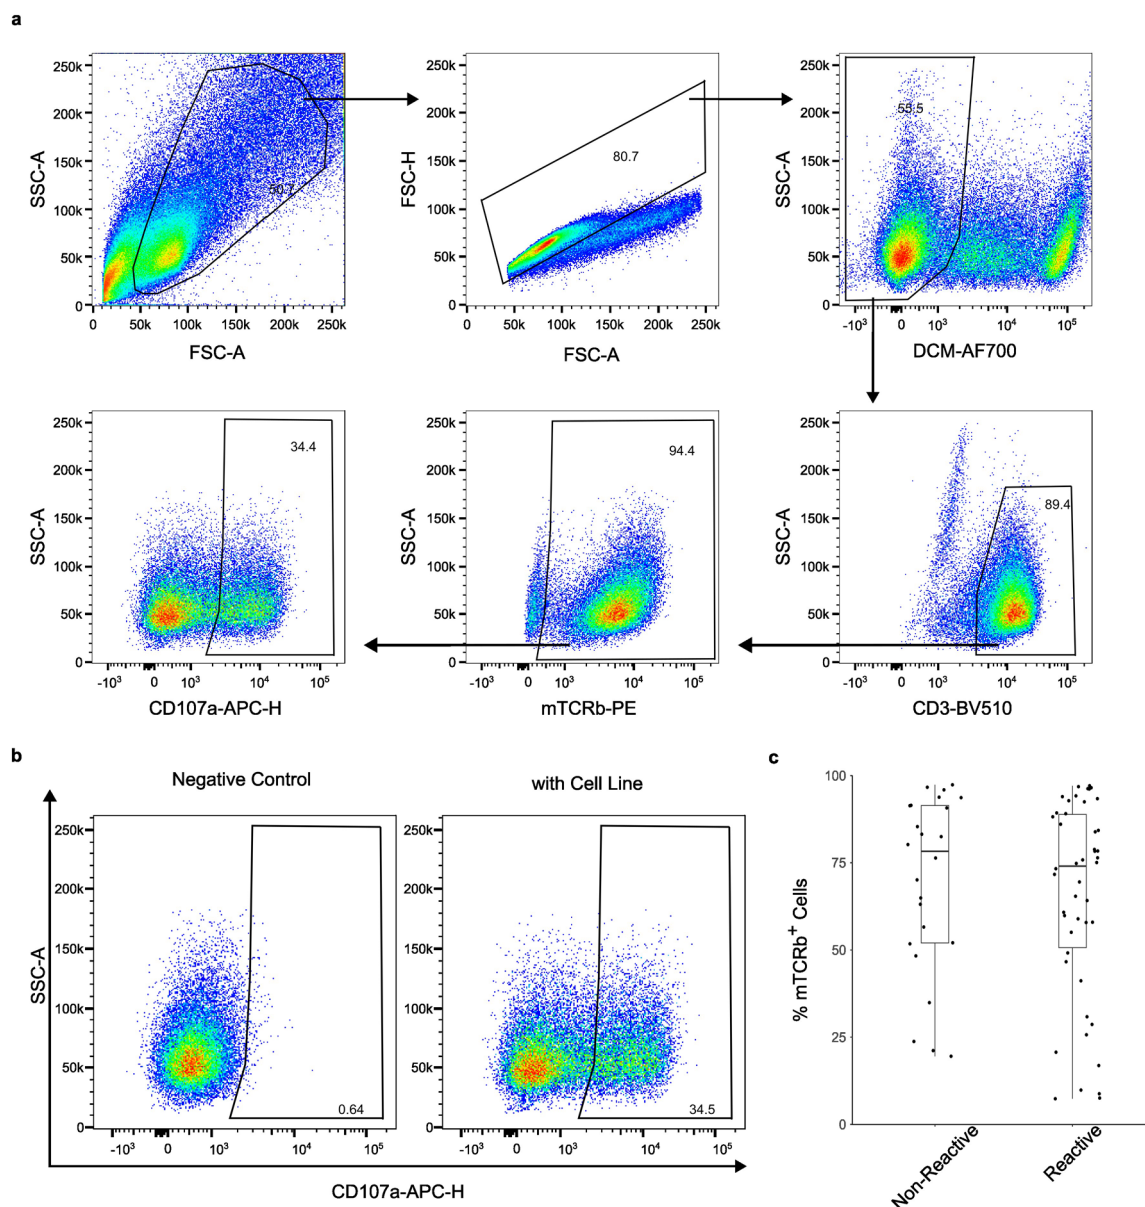 a
250k
200k
150k
100k
50k
0
SSC-A
0 50k 100k 150k 200k 250k
FSC-A
250k
200k
150k
100k
50k
0
FSC-H
80.7
0 50k 100k 150k 200k 250k
FSC-A
250k
200k
150k
100k
50k
0
SSC-A
55.5
-10³ 0 10³ 10⁴ 10⁵
DCM-AF700
250k
200k
150k
100k
50k
0
SSC-A
34.4
-10³ 0 10³ 10⁴ 10⁵
CD107a-APC-H
250k
200k
150k
100k
50k
0
SSC-A
94.4
-10³ 0 10³ 10⁴ 10⁵
mTCRb-PE
250k
200k
150k
100k
50k
0
SSC-A
89.4
-10³ 0 10³ 10⁴ 10⁵
CD3-BV510
b
Negative Control
with Cell Line
SSC-A
250k
200k
150k
100k
50k
0
0.64
-10³ 0 10³ 10⁴ 10⁵
250k
200k
150k
100k
50k
0
34.5
-10³ 0 10³ 10⁴ 10⁵
CD107a-APC-H
c
100
75
50
25
0
% mTCRb⁺ Cells
Non-Reactive
Reactive